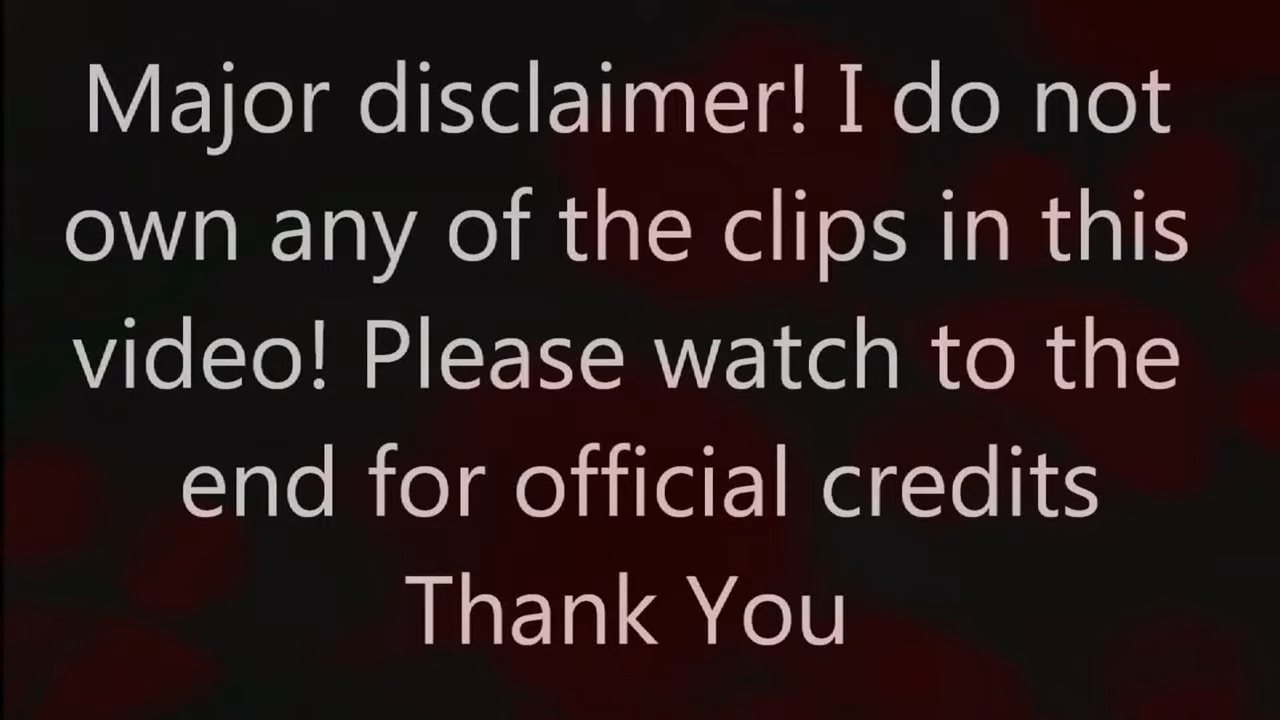 Major disclaimer! I do not
own any of the clips in this
video! Please watch to the
end for official credits
Thank You